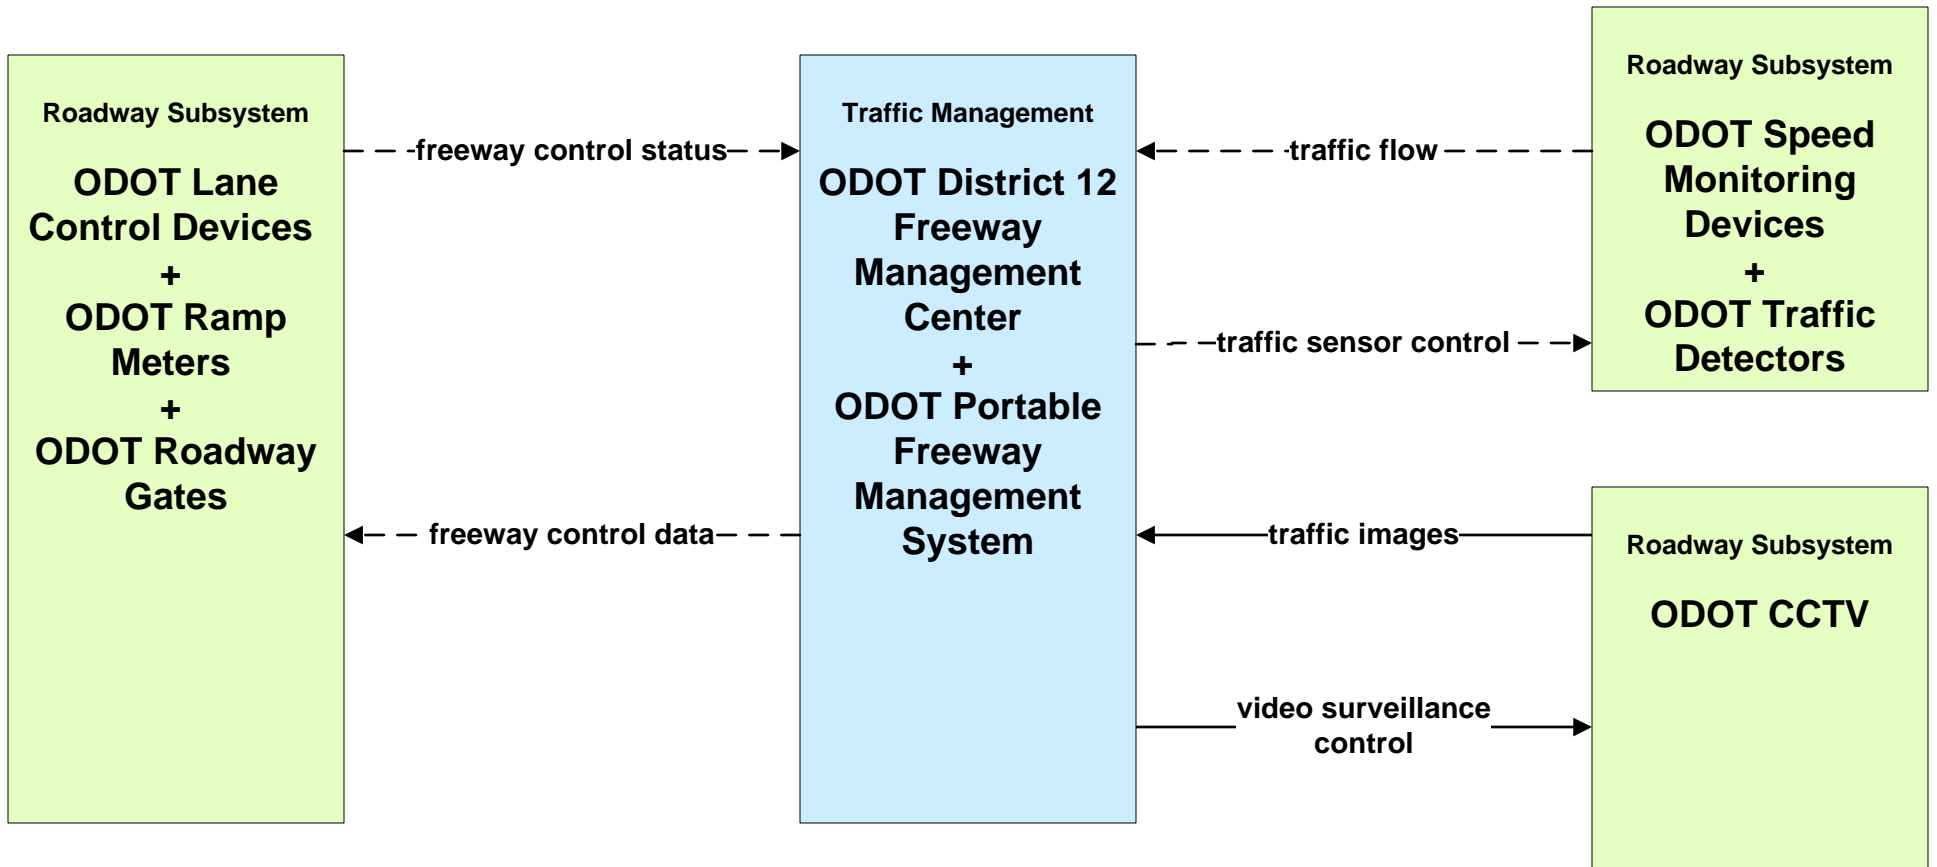 Roadway Subsystem
ODOT Lane
Control Devices
+
ODOT Ramp
Meters
+
ODOT Roadway
Gates
freeway control status
freeway control data
Traffic Management
ODOT District 12
Freeway
Management
Center
+
ODOT Portable
Freeway
Management
System
traffic flow
traffic sensor control
traffic images
video surveillance
control
Roadway Subsystem
ODOT Speed
Monitoring
Devices
+
ODOT Traffic
Detectors
Roadway Subsystem
ODOT CCTV